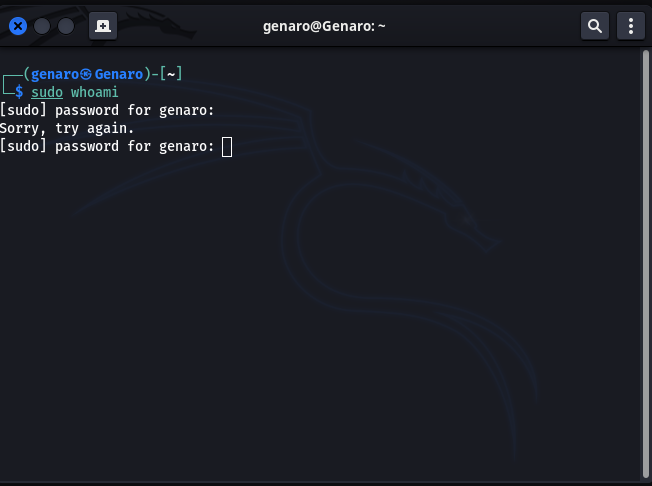 genaro@Genaro: ~
┌──(genaro㉿Genaro)-[~]
└─$ sudo whoami
[sudo] password for genaro:
Sorry, try again.
[sudo] password for genaro: